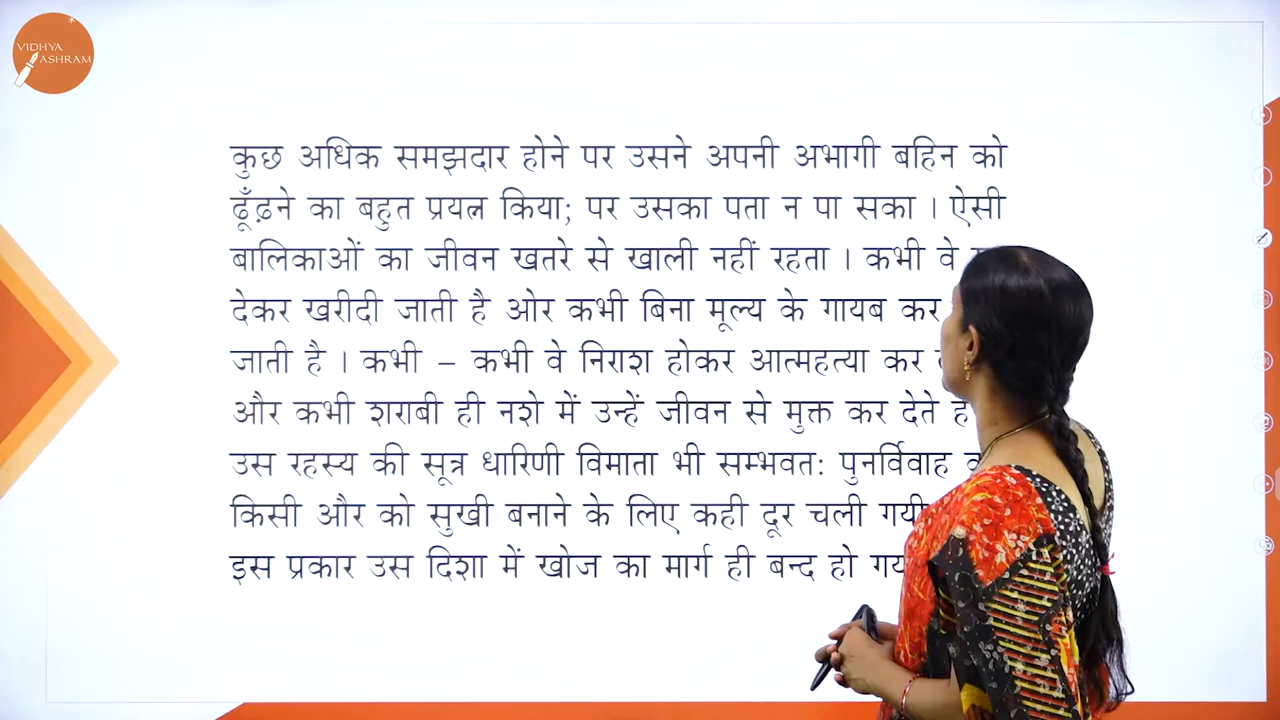 VIDHYA
ASHRAM
कुछ अधिक समझदार होने पर उसने अपनी अभागी बहिन को
ढूँढ़ने का बहुत प्रयत्न किया; पर उसका पता न पा सका । ऐसी
बालिकाओं का जीवन खतरे से खाली नहीं रहता । कभी वे
देकर खरीदी जाती है ओर कभी बिना मूल्य के गायब कर
जाती है । कभी – कभी वे निराश होकर आत्महत्या कर
और कभी शराबी ही नशे में उन्हें जीवन से मुक्त कर देते
उस रहस्य की सूत्र धारिणी विमाता भी सम्भवतः पुनर्विवाह
किसी और को सुखी बनाने के लिए कही दूर चली
इस प्रकार उस दिशा में खोज का मार्ग ही बन्द हो